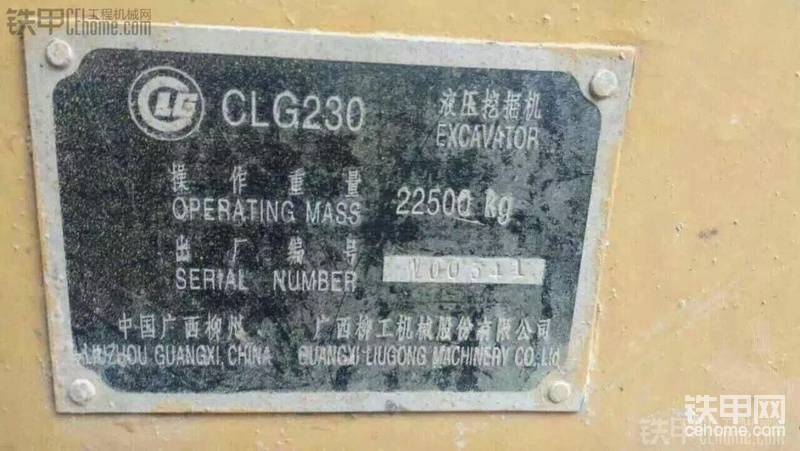 铁甲 CE 工程机械网
CEhome.com
CLG CLG230 液压挖掘机
EXCAVATOR
操作重量
OPERATING MASS 22500 kg
出厂编号
SERIAL NUMBER
中国广西柳州 广西柳工机械股份有限公司
LIUZHOU GUANGXI, CHINA GUANGXI LIUGONG MACHINERY CO. Ltd
铁甲网
cehome.com